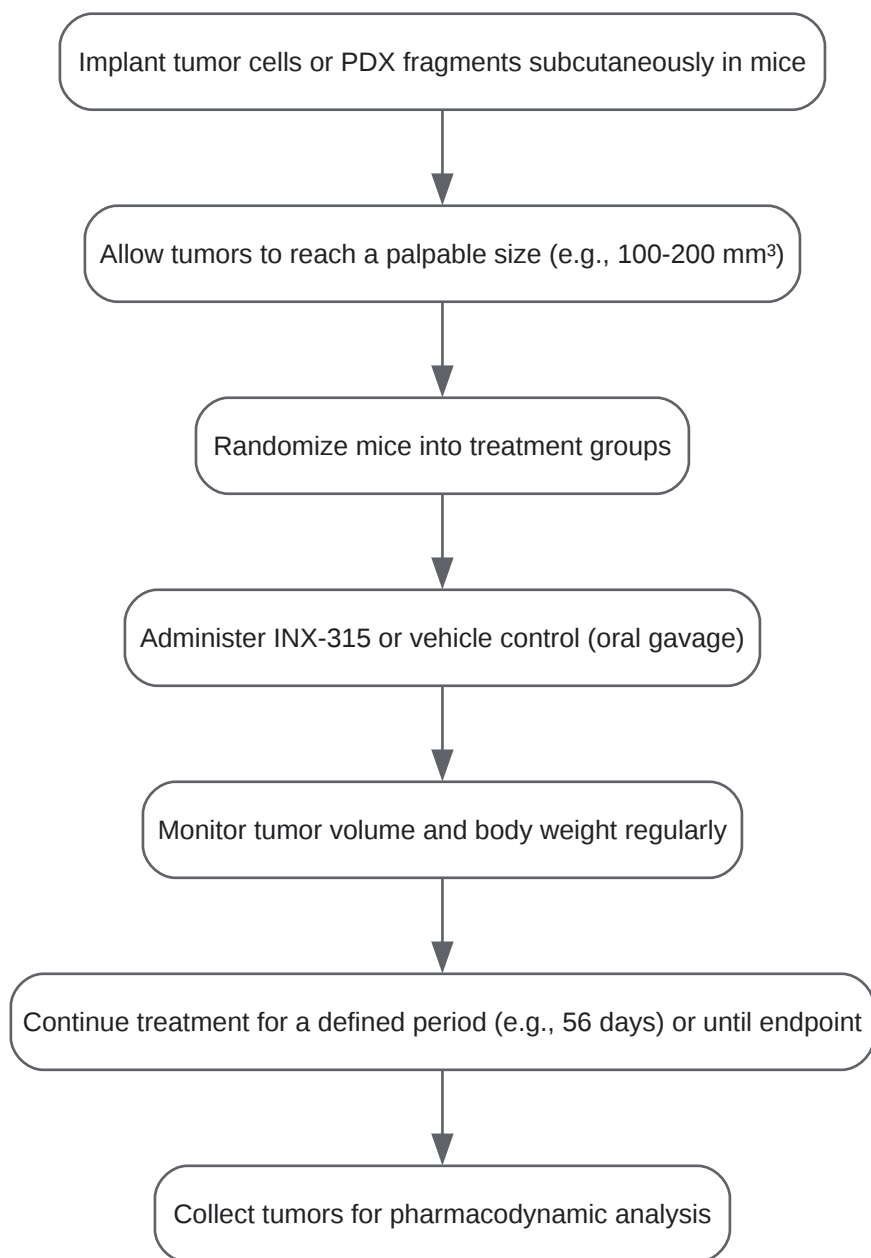 Implant tumor cells or PDX fragments subcutaneously in mice
Allow tumors to reach a palpable size (e.g., 100-200 mm³)
Randomize mice into treatment groups
Administer INX-315 or vehicle control (oral gavage)
Monitor tumor volume and body weight regularly
Continue treatment for a defined period (e.g., 56 days) or until endpoint
Collect tumors for pharmacodynamic analysis